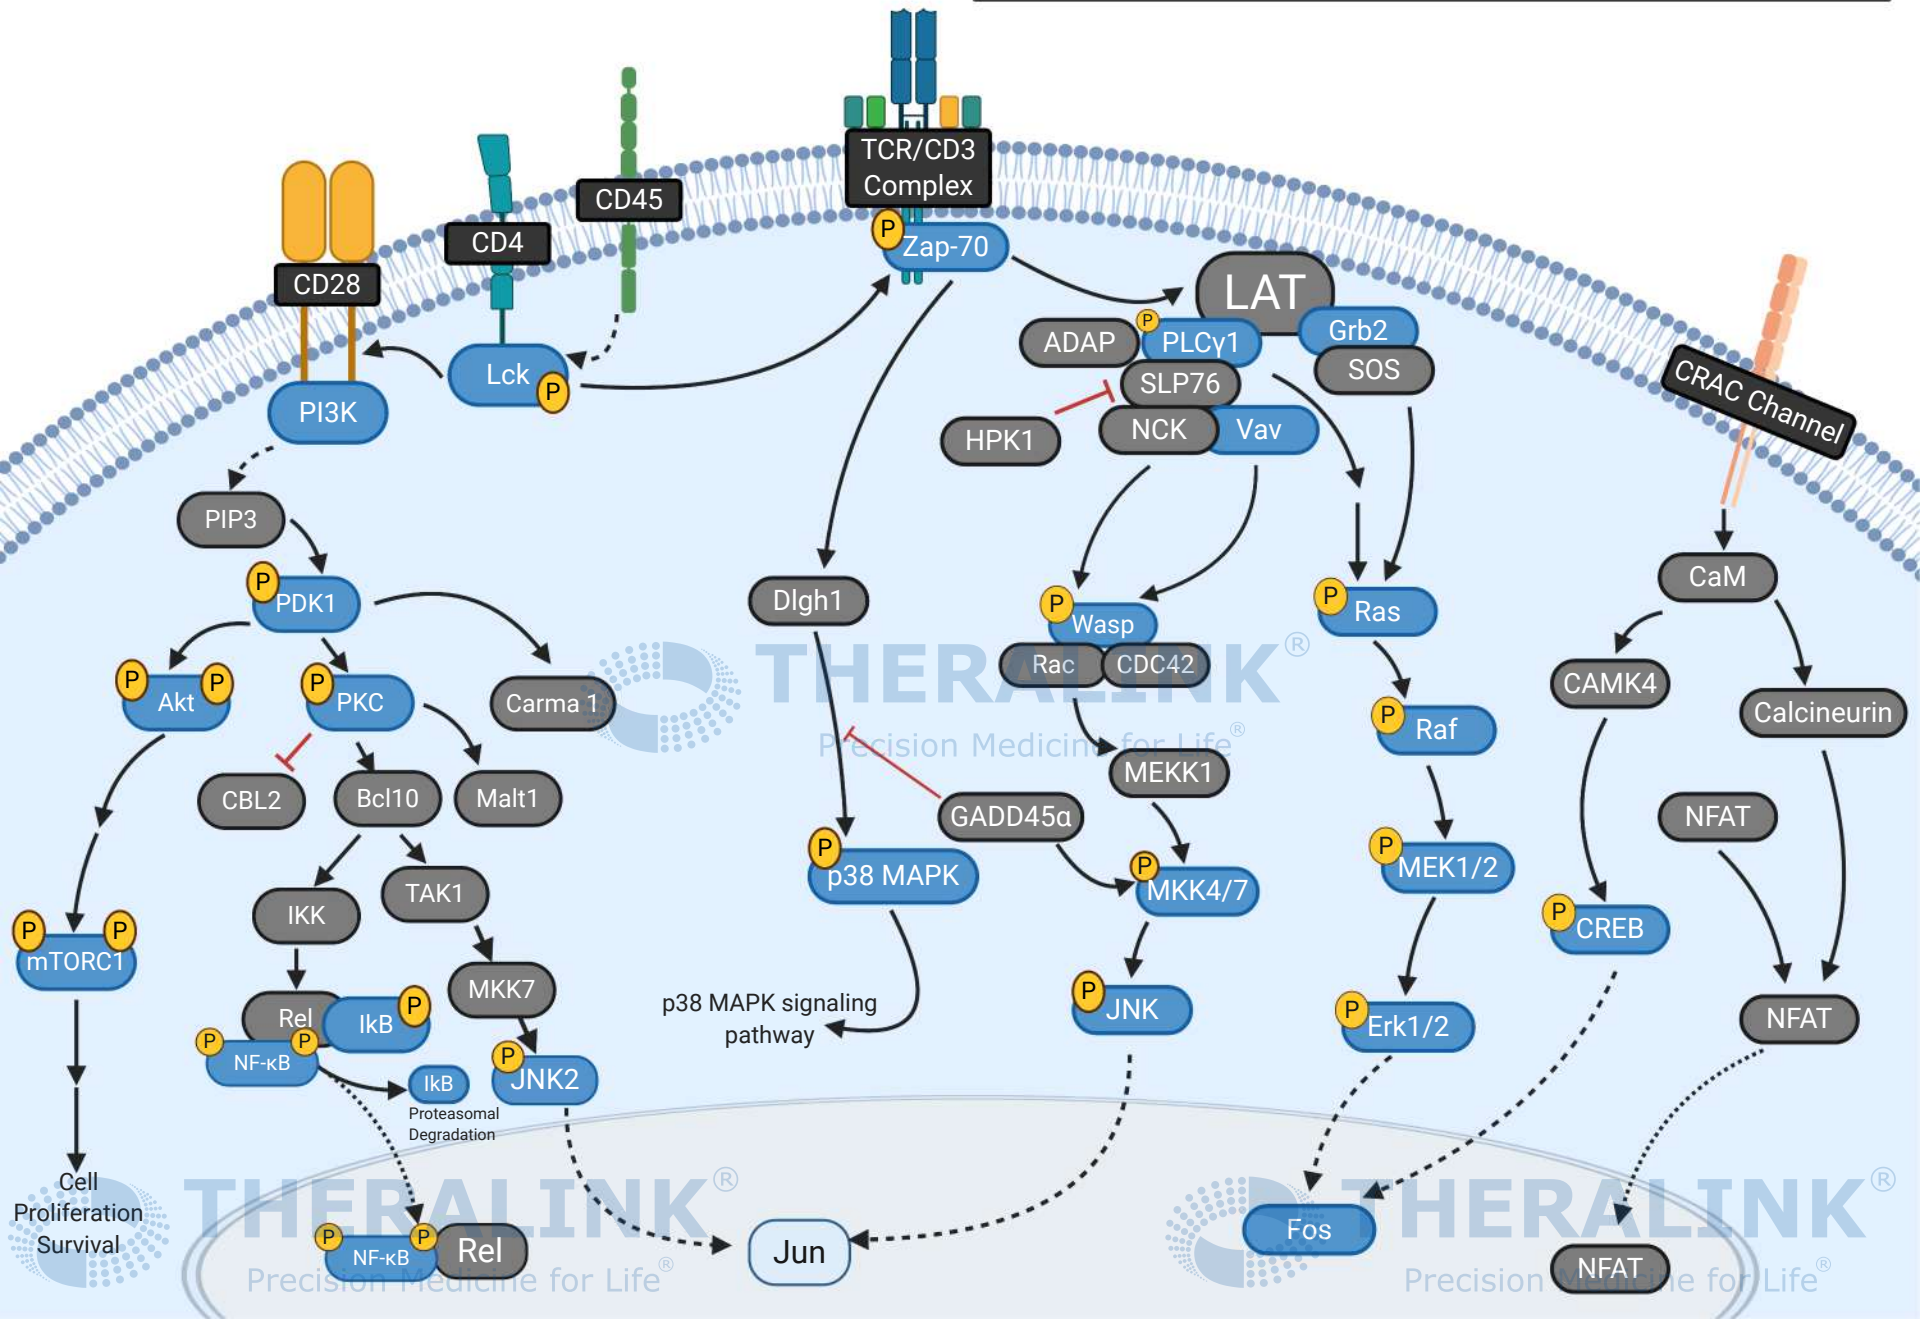 TCR/CD3
Complex
CD45
CD4
CD28
P
Zap-70
LAT
P
PLCγ1
Grb2
ADAP
SOS
SLP76
Lck
P
PI3K
HPK1
NCK
Vav
CRAC Channel
PIP3
P
PDK1
Dlgh1
P
Wasp
Rac
CDC42
P
Ras
CaM
P
P
Akt
P
PKC
Carma 1
THERALINK®
Precision Medicine for Life®
P
Raf
CAMK4
Calcineurin
CBL2
Bcl10
Malt1
MEKK1
GADD45α
NFAT
P
p38 MAPK
P
MKK4/7
P
MEK1/2
IKK
TAK1
P
CREB
P
P
mTORC1
Rel
IkB
P
MKK7
P
P
NF-κB
p38 MAPK signaling
pathway
P
JNK
P
Erk1/2
NFAT
IkB
Proteasomal
Degradation
P
JNK2
Cell
Proliferation
Survival
THERALINK®
Precision Medicine for Life®
P
P
NF-κB
Rel
Jun
Fos
THERALINK®
Precision Medicine for Life®
NFAT